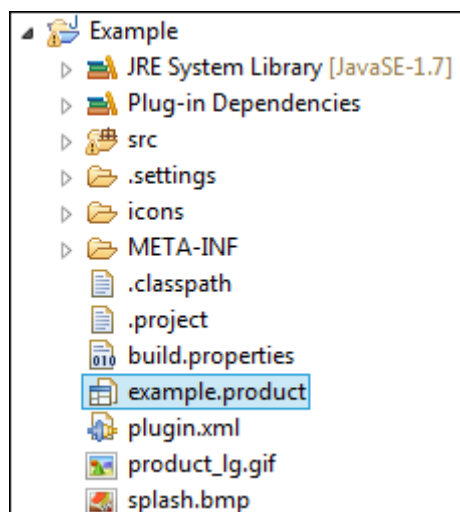 Example
JRE System Library [JavaSE-1.7]
Plug-in Dependencies
src
.settings
icons
META-INF
.classpath
.project
build.properties
example.product
plugin.xml
product_lg.gif
splash.bmp